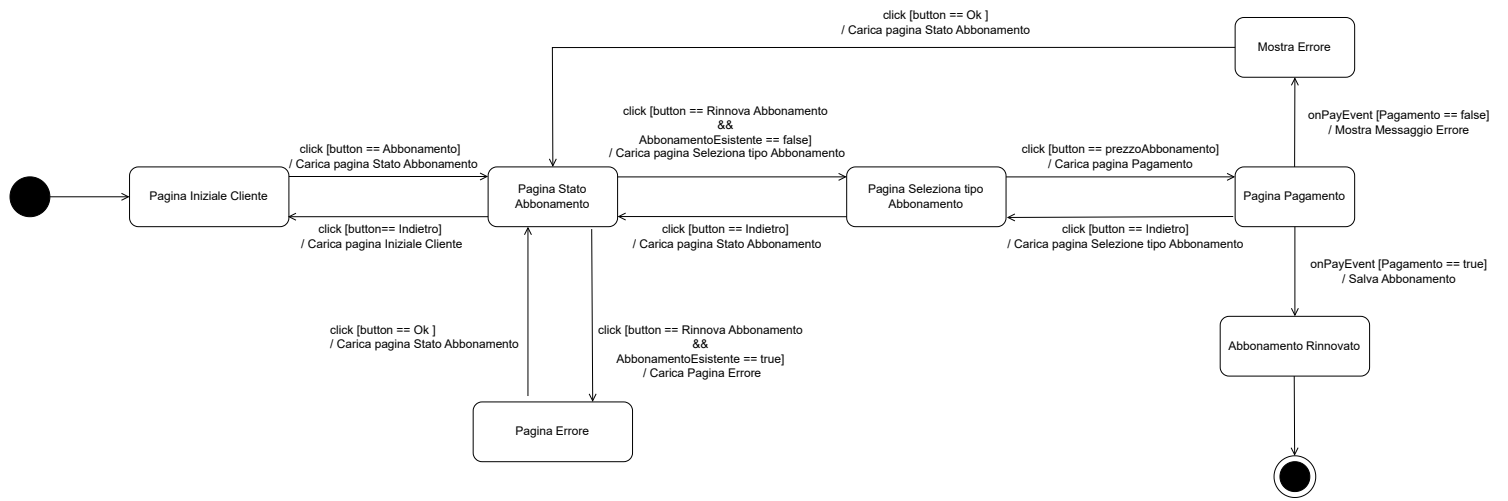 click [button == Ok ]
/ Carica pagina Stato Abbonamento
Mostra Errore
click [button == Rinnova Abbonamento
&&
AbbonamentoEsistente == false]
/ Carica pagina Seleziona tipo Abbonamento
onPayEvent [Pagamento == false]
/ Mostra Messaggio Errore
click [button == Abbonamento]
/ Carica pagina Stato Abbonamento
click [button == prezzoAbbonamento]
/ Carica pagina Pagamento
Pagina Iniziale Cliente
Pagina Stato
Abbonamento
Pagina Seleziona tipo
Abbonamento
Pagina Pagamento
click [button== Indietro]
/ Carica pagina Iniziale Cliente
click [button == Indietro]
/ Carica pagina Stato Abbonamento
click [button == Indietro]
/ Carica pagina Selezione tipo Abbonamento
onPayEvent [Pagamento == true]
/ Salva Abbonamento
click [button == Ok ]
/ Carica pagina Stato Abbonamento
click [button == Rinnova Abbonamento
&&
AbbonamentoEsistente == true]
/ Carica Pagina Errore
Abbonamento Rinnovato
Pagina Errore